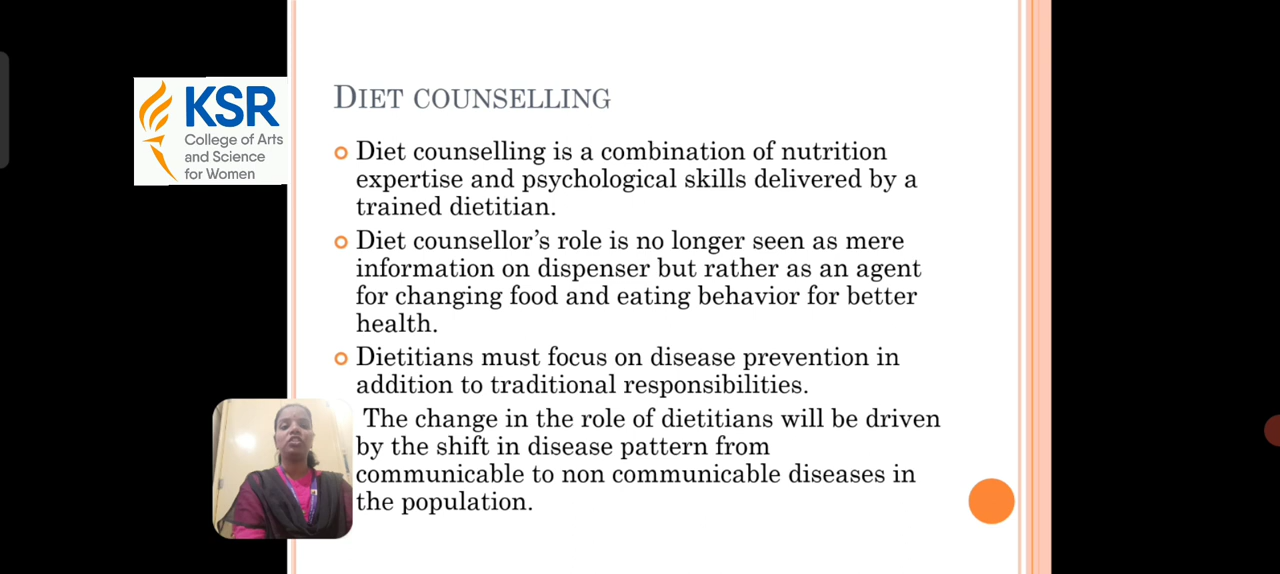 KSR
College of Arts
and Science
for Women
DIET COUNSELLING
Diet counselling is a combination of nutrition
expertise and psychological skills delivered by a
trained dietitian.
Diet counsellor’s role is no longer seen as mere
information on dispenser but rather as an agent
for changing food and eating behavior for better
health.
Dietitians must focus on disease prevention in
addition to traditional responsibilities.
The change in the role of dietitians will be driven
by the shift in disease pattern from
communicable to non communicable diseases in
the population.